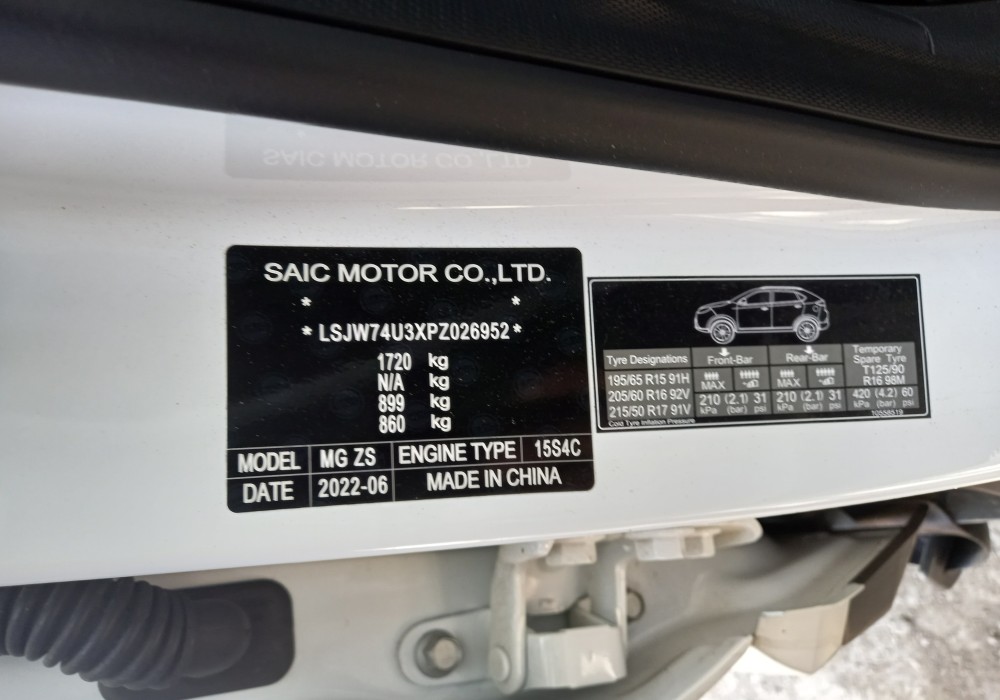 SAIC MOTOR CO.,LTD.
* *
* LSJW74U3XPZ026952 *
1720 kg
N/A kg
899 kg
860 kg
MODEL MG ZS ENGINE TYPE 15S4C
DATE 2022-06 MADE IN CHINA
Tyre Designations Front-Bar Rear-Bar Temporary Spare Tyre
195/65 R15 91H MAX MAX T125/90
205/60 R16 92V R16 98M
215/50 R17 91V 210 (2.1) 31 210 (2.1) 31 420 (4.2) 60
kPa (bar) psi kPa (bar) psi kPa (bar) psi
Cold Tyre Inflation Pressure 10558519